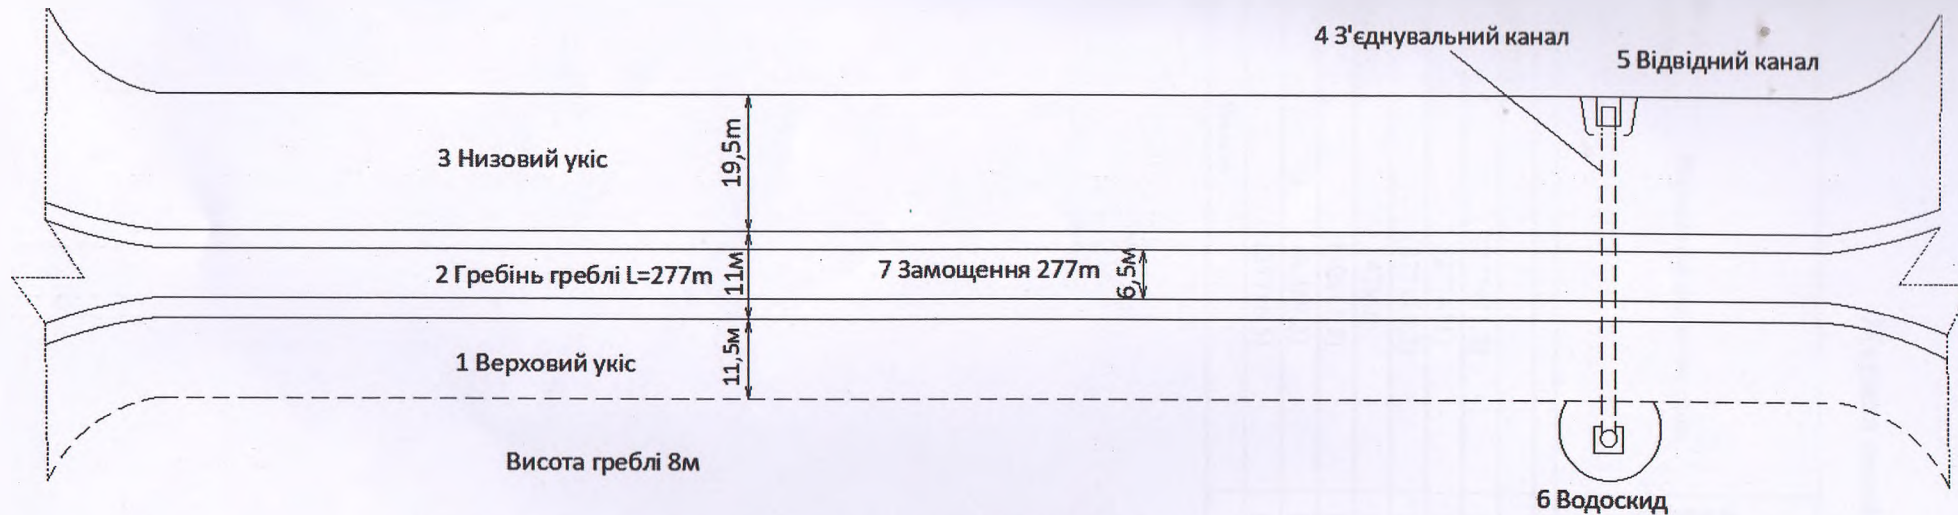 4 З'єднувальний канал
5 Відвідний канал
3 Низовий укіс
19,5m
2 Гребінь греблі L=277m
11м
7 Замощення 277m
6,5м
1 Верховий укіс
11,5м
Висота греблі 8м
6 Водоскид